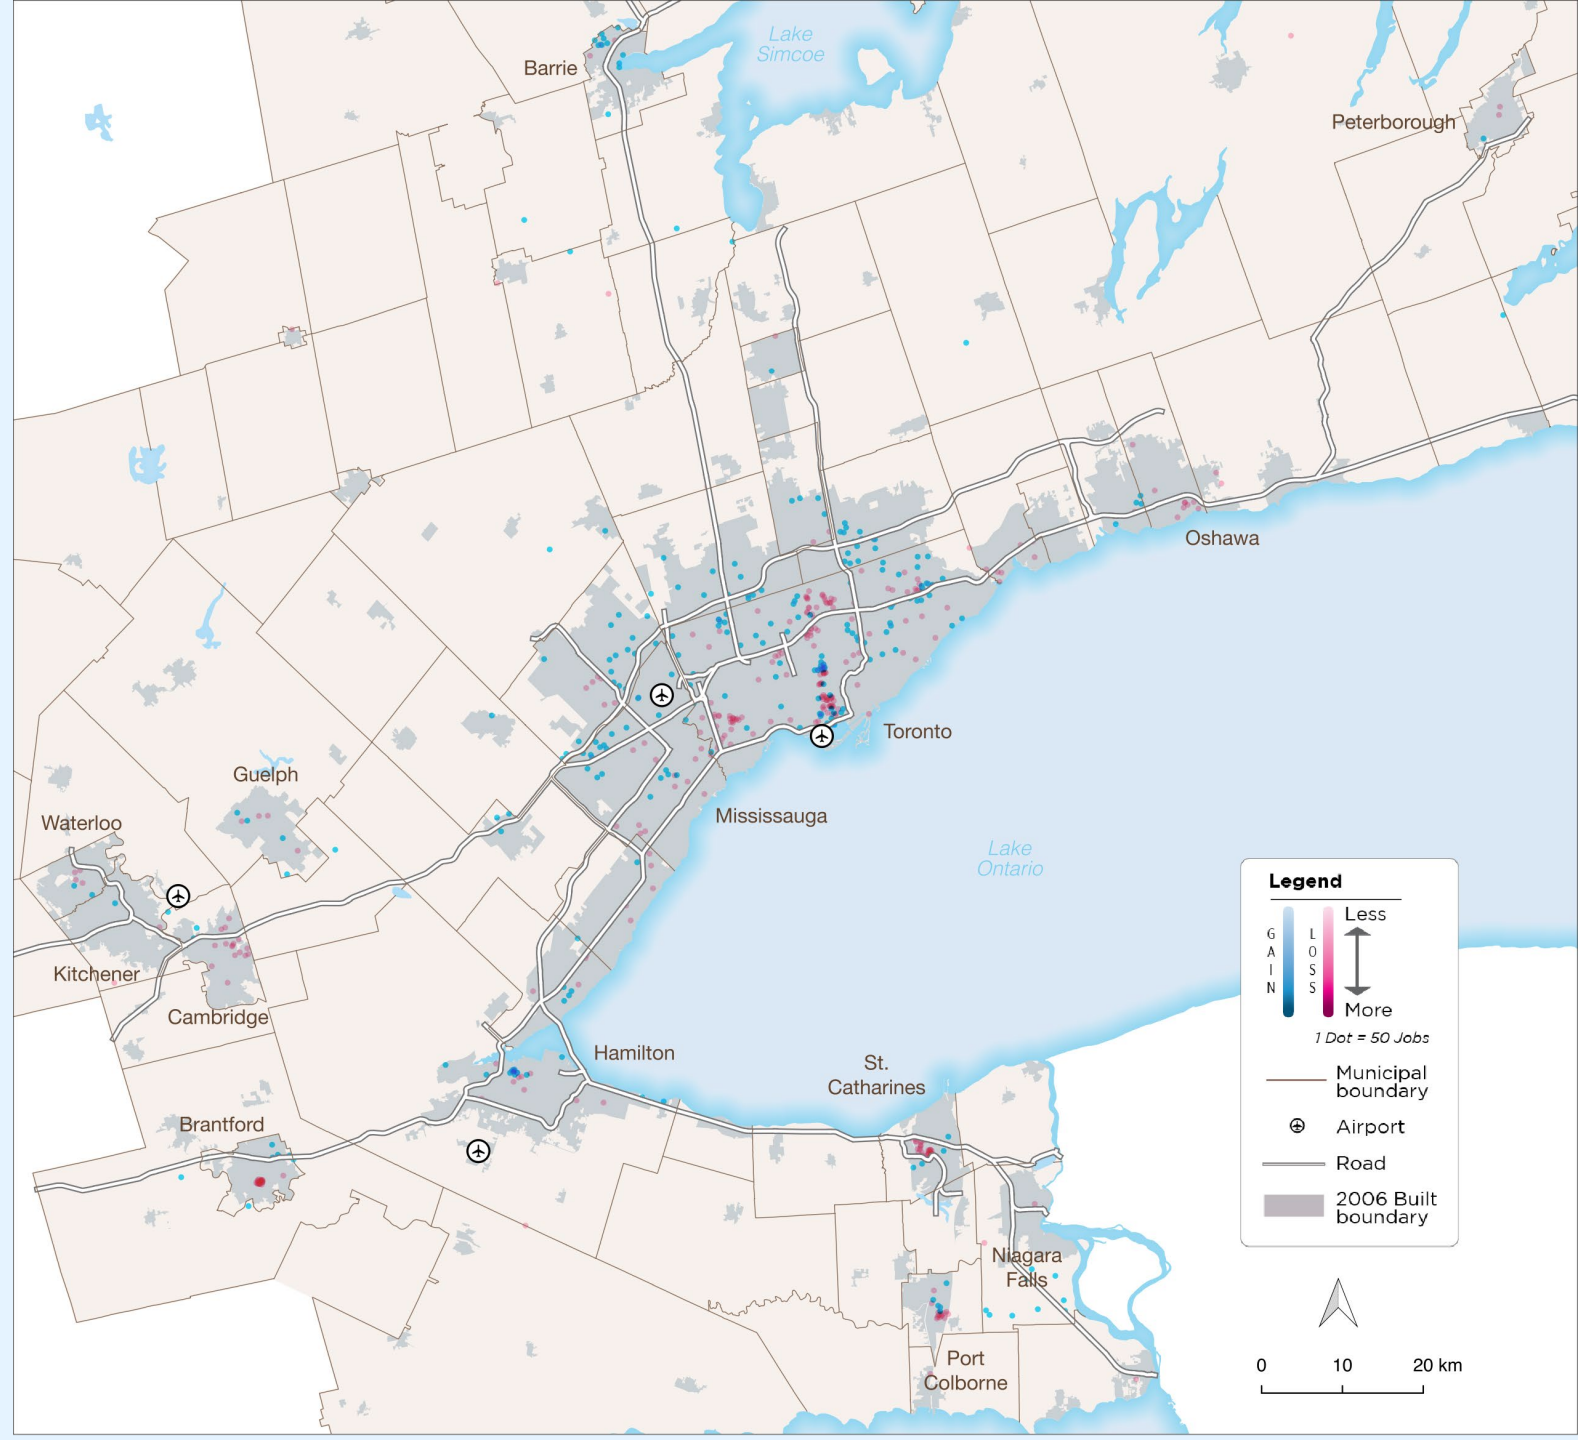 Lake
Simcoe
Barrie
Peterborough
Oshawa
Toronto
Guelph
Mississauga
Waterloo
Lake
Ontario
Kitchener
Cambridge
Hamilton
St.
Catharines
Brantford
Niagara
Falls
Port
Colborne
Legend
GAIN
LOSS
Less
More
1 Dot = 50 Jobs
Municipal
boundary
Airport
Road
2006 Built
boundary
0 10 20 km